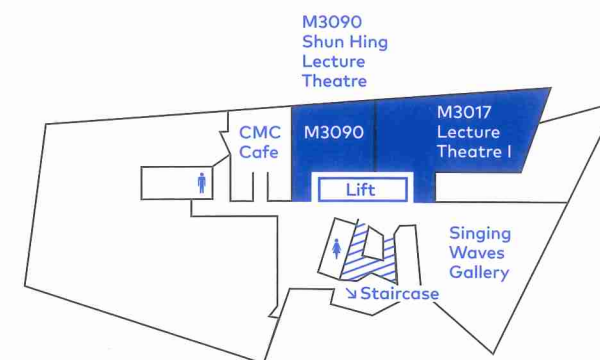 M3090
Shun Hing
Lecture
Theatre
CMC
Cafe
M3090
M3017
Lecture
Theatre I
Lift
Singing
Waves
Gallery
↘ Staircase